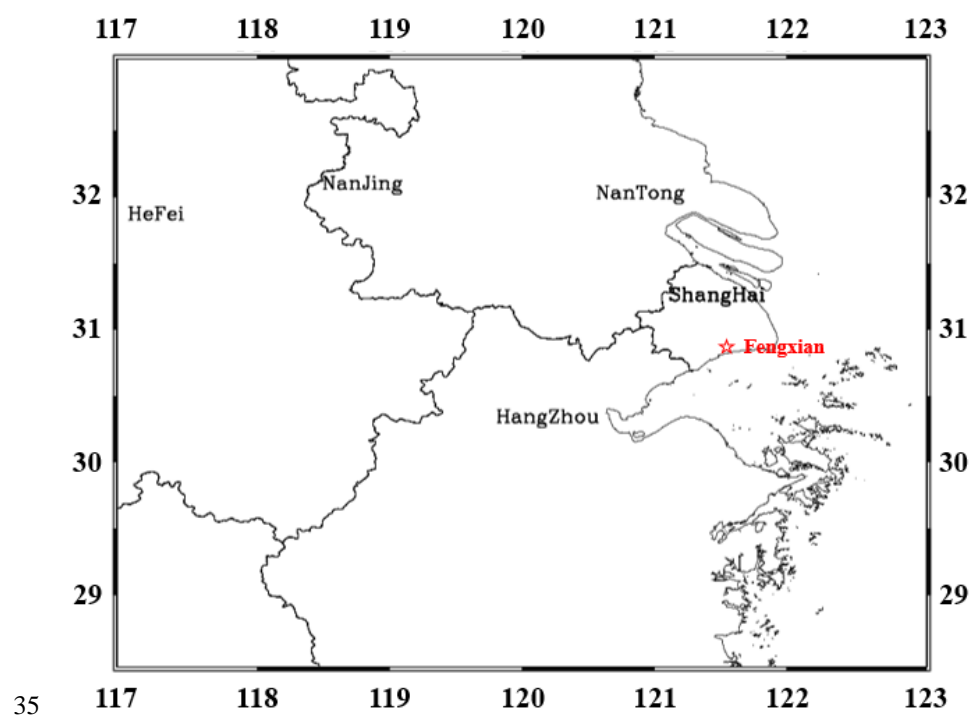 117 118 119 120 121 122 123
32 NanJing NanTong 32
HeFei
ShangHai
31 31
Fengxian
HangZhou
30 30
29 29
35 117 118 119 120 121 122 123